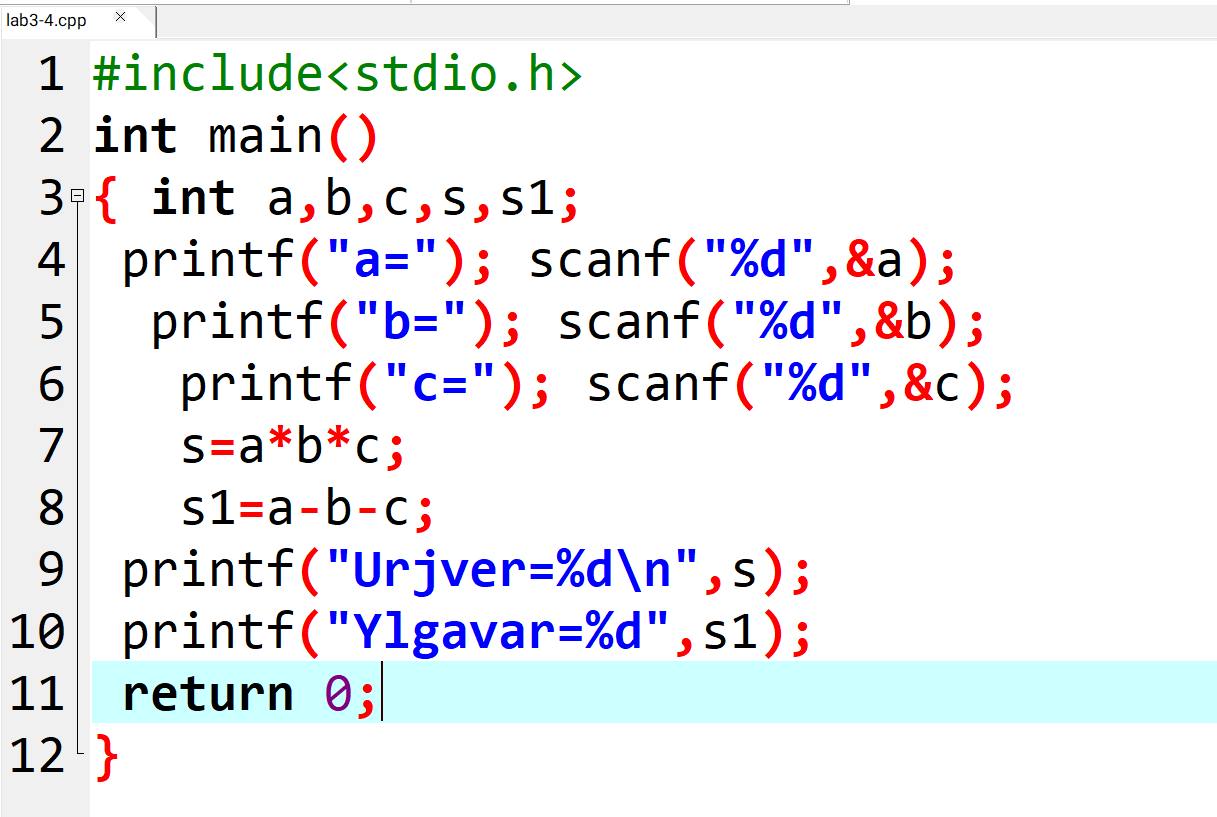 lab3-4.cpp ×
1 #include<stdio.h>
2 int main()
3 { int a,b,c,s,s1;
4 printf("a="); scanf("%d",&a);
5 printf("b="); scanf("%d",&b);
6 printf("c="); scanf("%d",&c);
7 s=a*b*c;
8 s1=a-b-c;
9 printf("Urjver=%d\n",s);
10 printf("Ylgavar=%d",s1);
11 return 0;
12 }